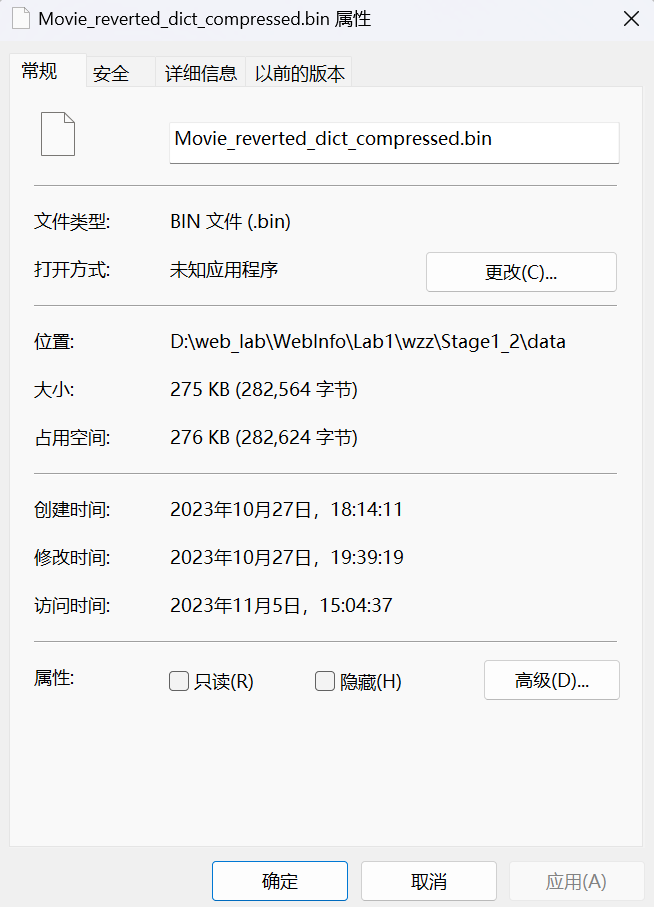 Movie_reverted_dict_compressed.bin 属性
常规 安全 详细信息 以前的版本
Movie_reverted_dict_compressed.bin
文件类型: BIN 文件 (.bin)
打开方式: 未知应用程序 更改(C)...
位置: D:\web_lab\WebInfo\Lab1\wzz\Stage1_2\data
大小: 275 KB (282,564 字节)
占用空间: 276 KB (282,624 字节)
创建时间: 2023年10月27日，18:14:11
修改时间: 2023年10月27日，19:39:19
访问时间: 2023年11月5日，15:04:37
属性: 只读(R) 隐藏(H) 高级(D)...
确定 取消 应用(A)